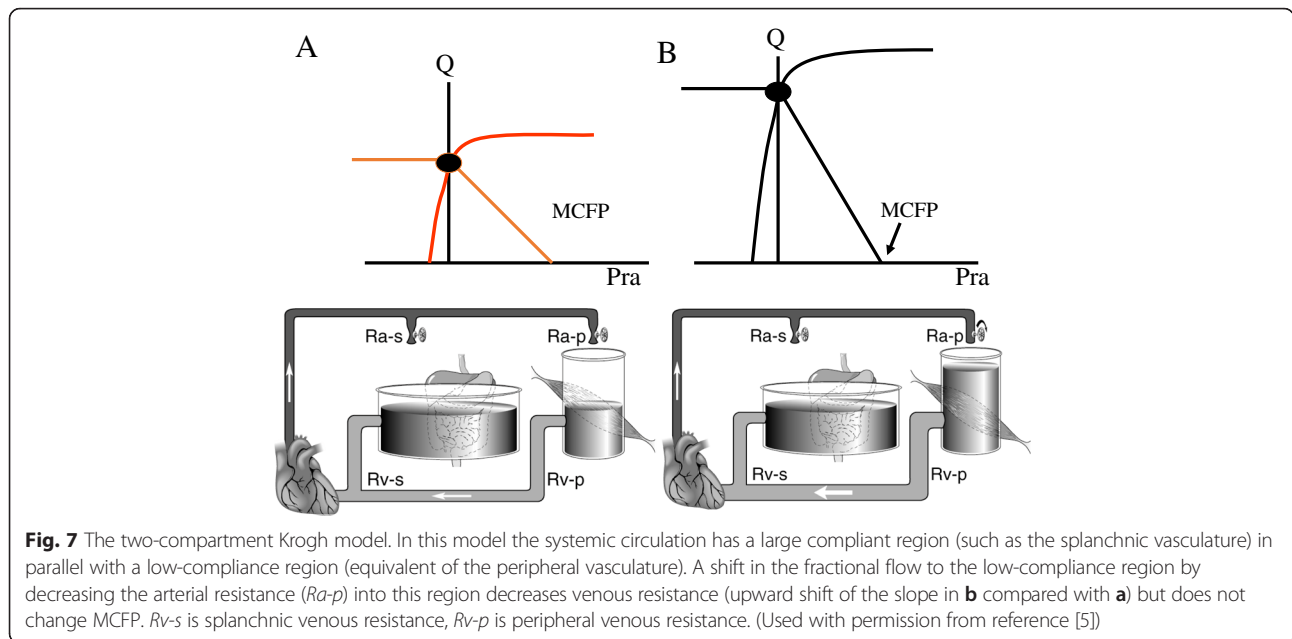 A
Q
MCFP
Pra
B
Q
MCFP
Pra
Ra-s
Ra-p
Rv-s
Rv-p
Ra-s
Ra-p
Rv-s
Rv-p
Fig. 7 The two-compartment Krogh model. In this model the systemic circulation has a large compliant region (such as the splanchnic vasculature) in
parallel with a low-compliance region (equivalent of the peripheral vasculature). A shift in the fractional flow to the low-compliance region by
decreasing the arterial resistance (Ra-p) into this region decreases venous resistance (upward shift of the slope in b compared with a) but does not
change MCFP. Rv-s is splanchnic venous resistance, Rv-p is peripheral venous resistance. (Used with permission from reference [5])